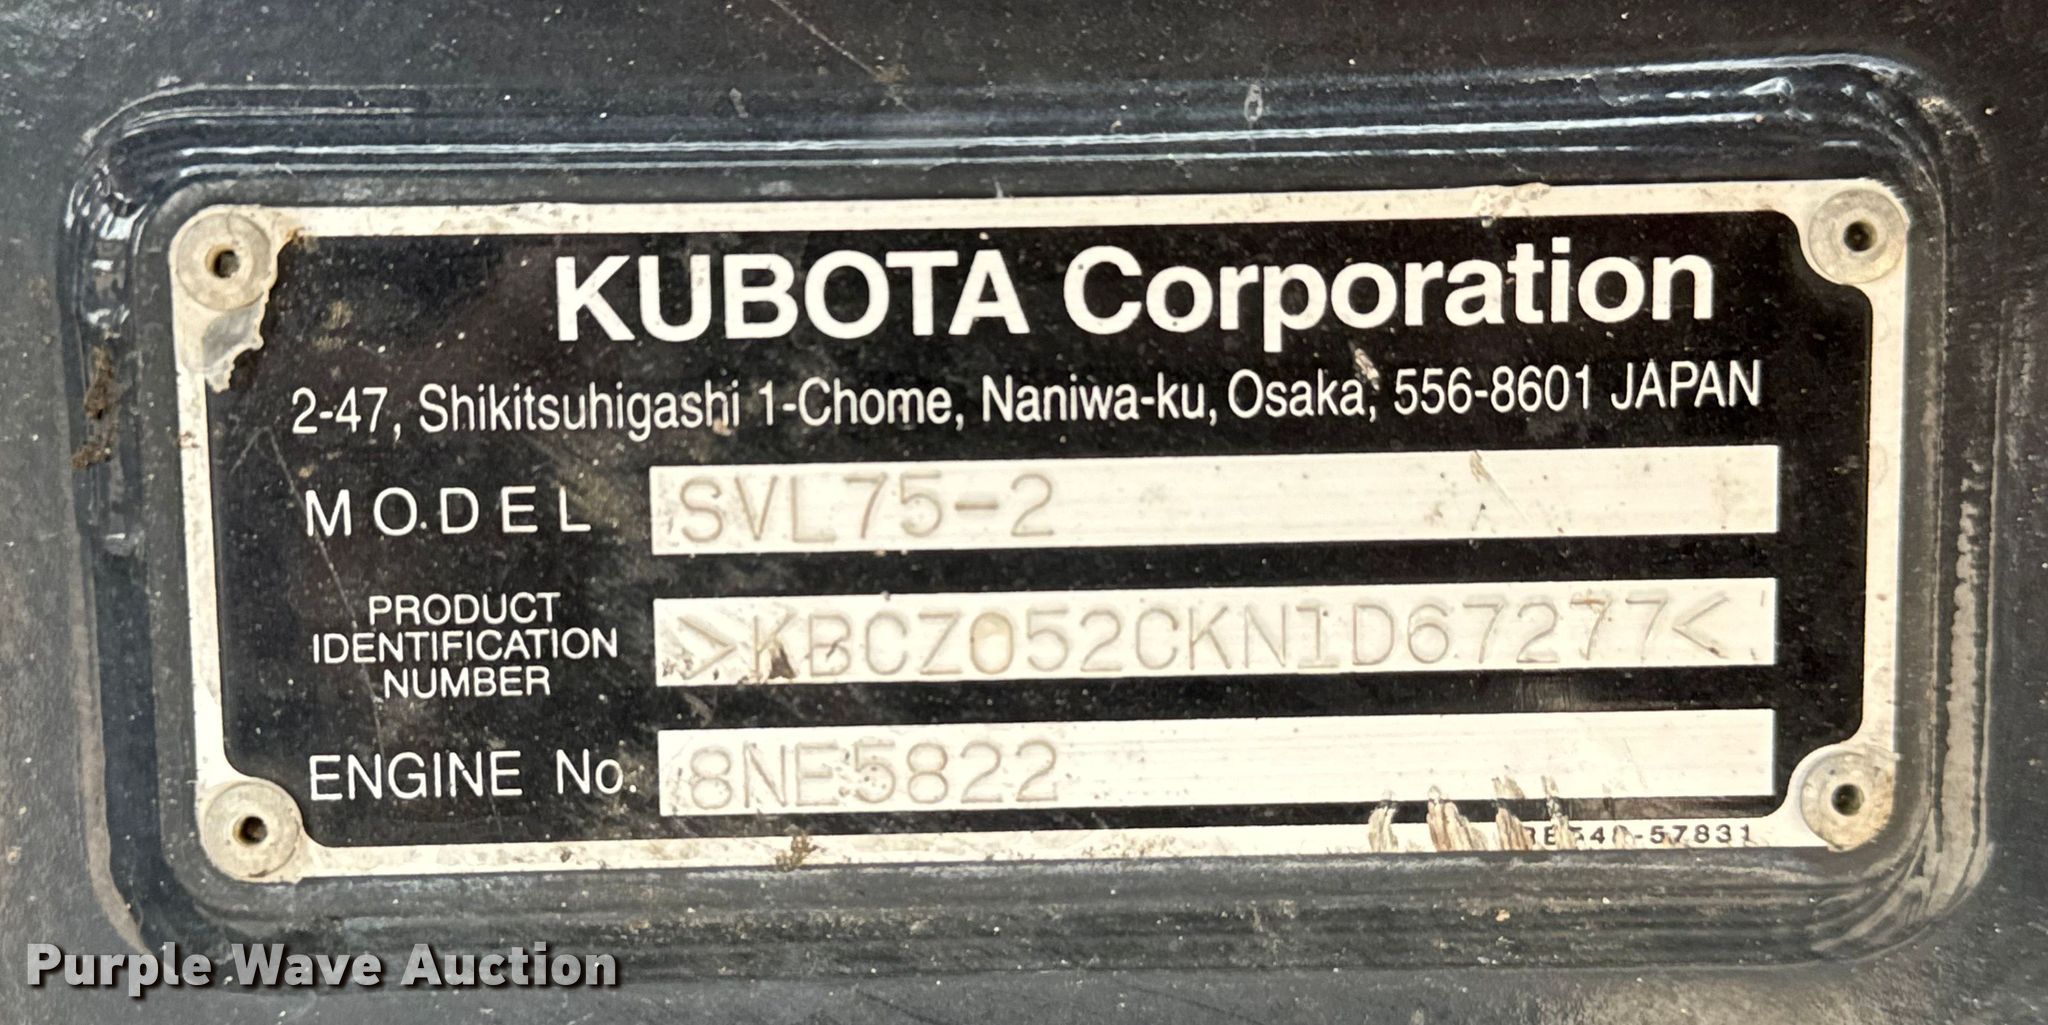 KUBOTA Corporation
2-47, Shikitsuhigashi 1-Chome, Naniwa-ku, Osaka, 556-8601 JAPAN
MODEL SVL75-2
PRODUCT
IDENTIFICATION
NUMBER
>KBCZ052CKN1D67277<
ENGINE No. 8NE5822
Purple Wave Auction